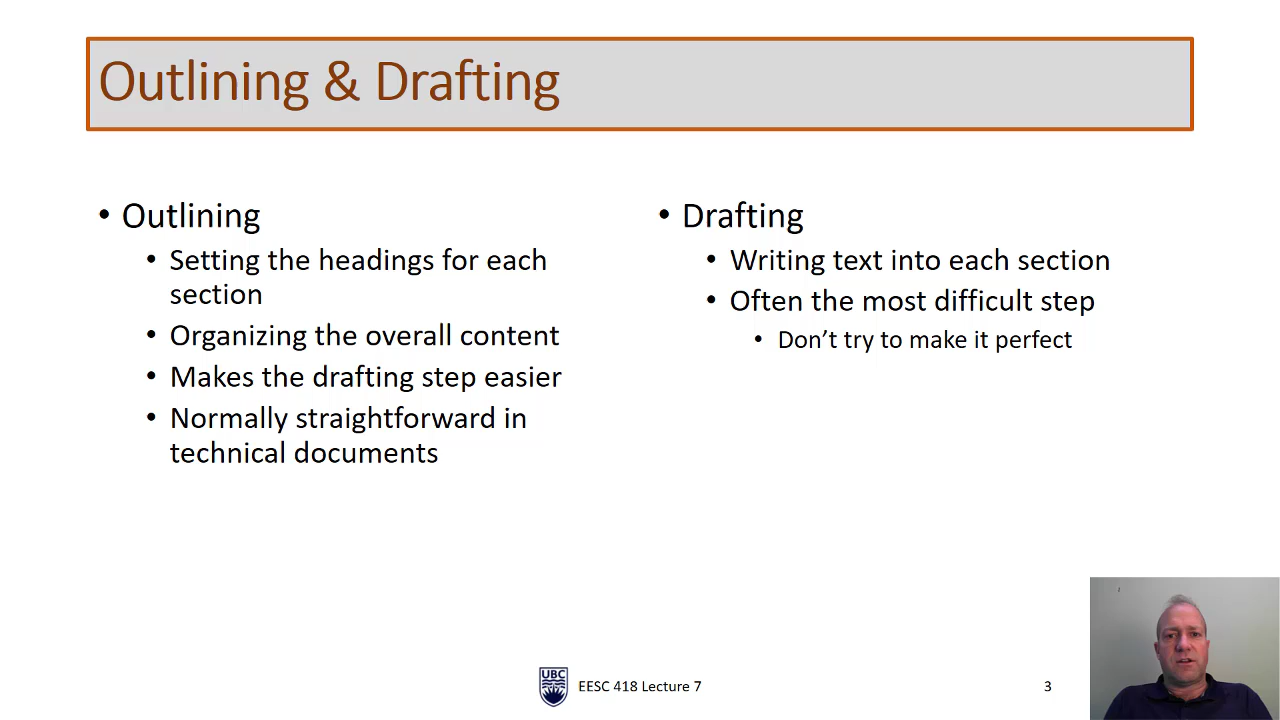 Outlining & Drafting
• Outlining
• Setting the headings for each
section
• Organizing the overall content
• Makes the drafting step easier
• Normally straightforward in
technical documents
• Drafting
• Writing text into each section
• Often the most difficult step
• Don’t try to make it perfect
UBC
EESC 418 Lecture 7
3